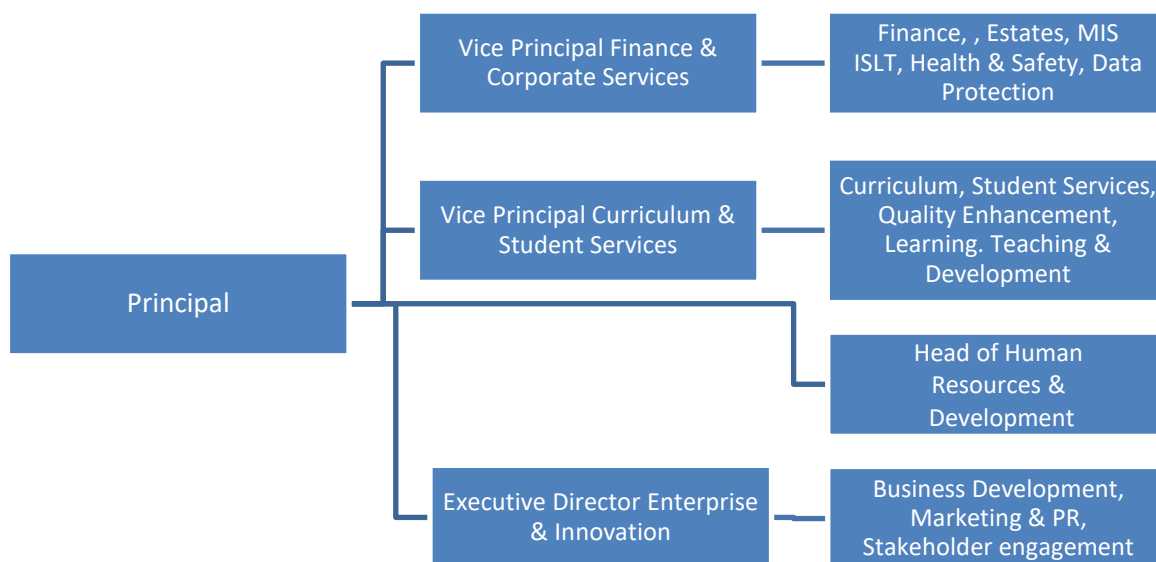 Vice Principal Finance &
Corporate Services
Finance, , Estates, MIS
ISLT, Health & Safety, Data
Protection
Vice Principal Curriculum &
Student Services
Curriculum, Student Services,
Quality Enhancement,
Learning. Teaching &
Development
Principal
Head of Human
Resources &
Development
Executive Director Enterprise
& Innovation
Business Development,
Marketing & PR,
Stakeholder engagement